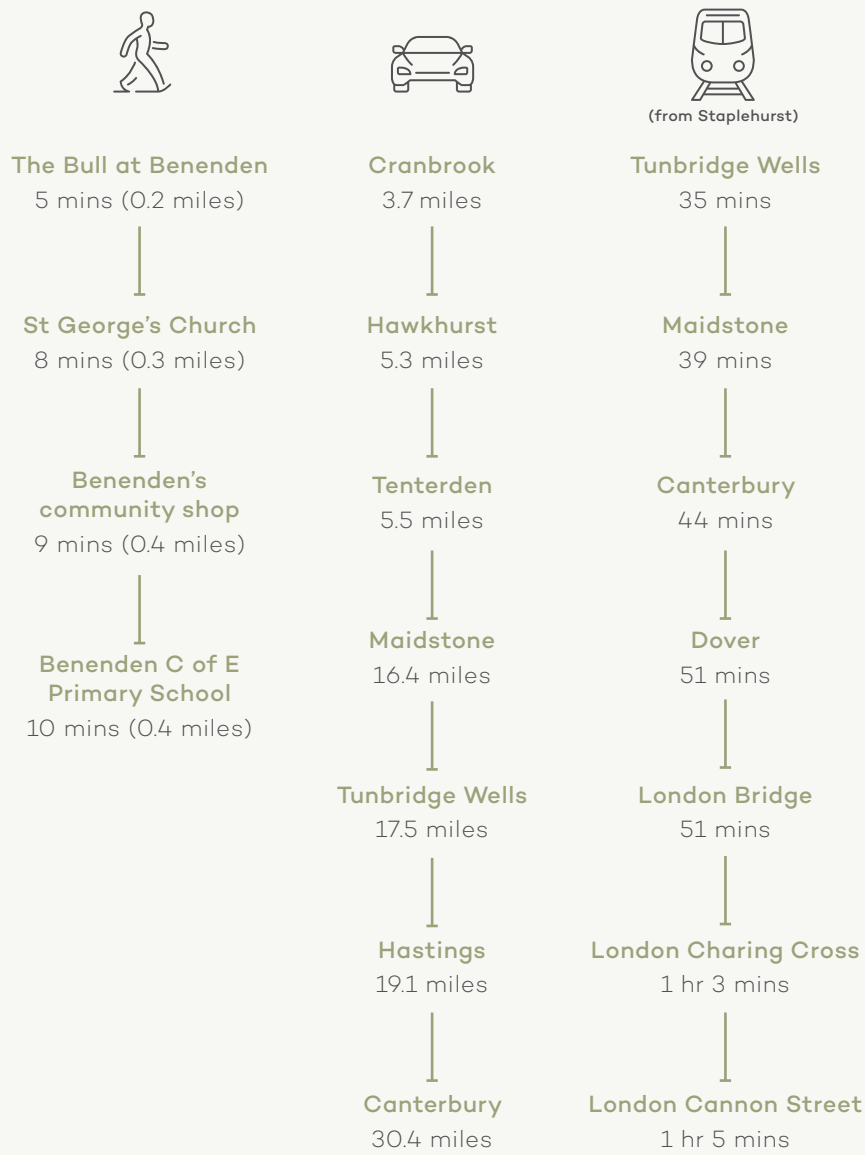 The Bull at Benenden
5 mins (0.2 miles)
St George's Church
8 mins (0.3 miles)
Benenden's
community shop
9 mins (0.4 miles)
Benenden C of E
Primary School
10 mins (0.4 miles)
Cranbrook
3.7 miles
Hawkhurst
5.3 miles
Tenterden
5.5 miles
Maidstone
16.4 miles
Tunbridge Wells
17.5 miles
Hastings
19.1 miles
Canterbury
30.4 miles
(from Staplehurst)
Tunbridge Wells
35 mins
Maidstone
39 mins
Canterbury
44 mins
Dover
51 mins
London Bridge
51 mins
London Charing Cross
1 hr 3 mins
London Cannon Street
1 hr 5 mins